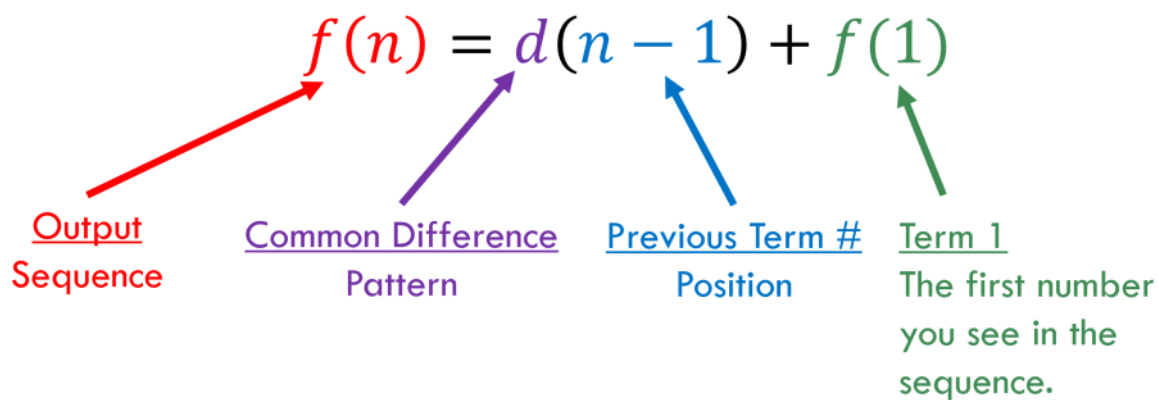 f(n) = d(n − 1) + f(1)
Output
Sequence
Common Difference
Pattern
Previous Term #
Position
Term 1
The first number
you see in the
sequence.